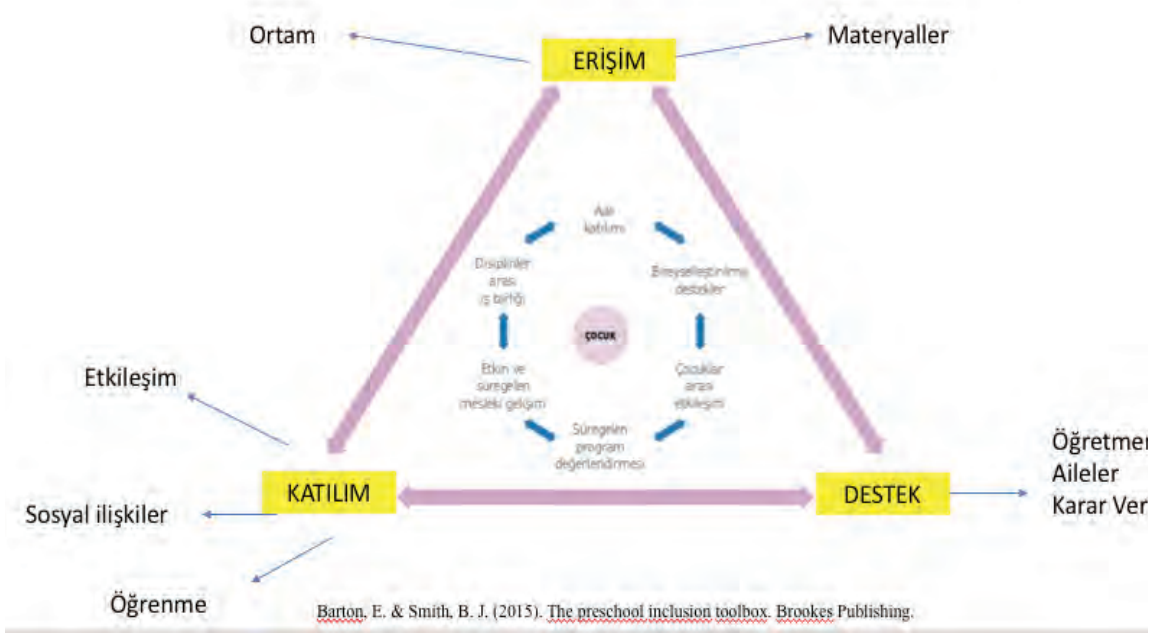 Ortam
Materyaller
ERİŞİM
Aile
katılımı
Disiplinler
arası
iş birliği
Bireyselleştirilmiş
destekler
ÇOCUK
Etkin ve
süregelen
mesleki gelişim
Çocuklar
arası
etkileşimi
Süregelen
program
değerlendirmesi
Etkileşim
KATILIM
DESTEK
Öğretmen
Aileler
Karar Ver
Sosyal ilişkiler
Öğrenme
Barton, E. & Smith, B. J. (2015). The preschool inclusion toolbox. Brookes Publishing.